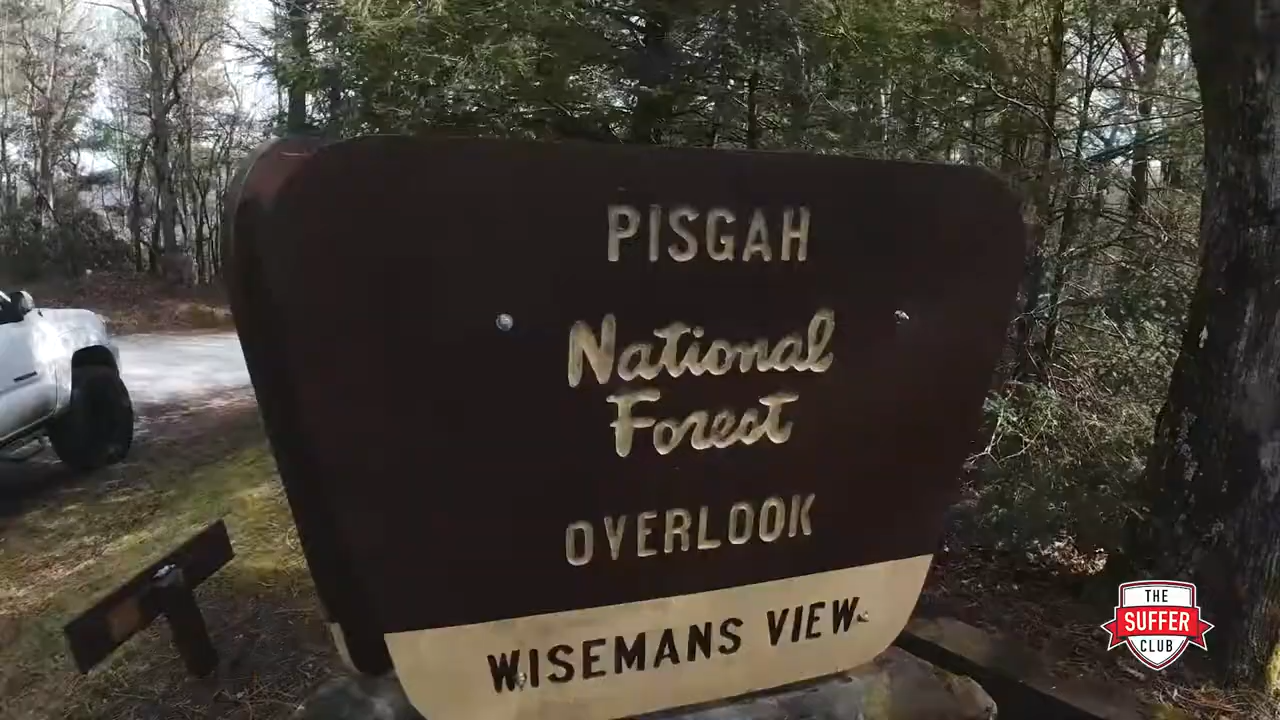 PISGAH
National
Forest
OVERLOOK
WISEMANS VIEW
THE
SUFFER
CLUB